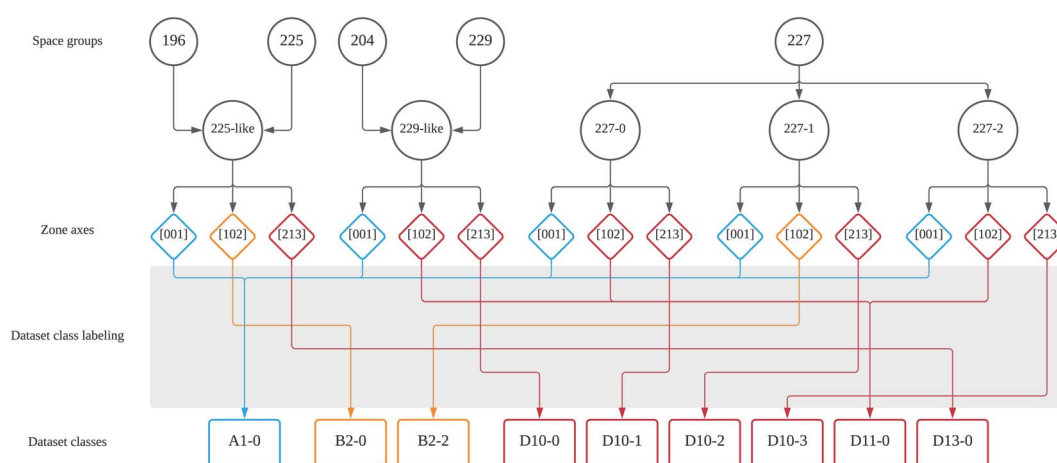 Space groups
196
225
204
229
227
225-like
229-like
227-0
227-1
227-2
Zone axes
[001]
[102]
[213]
[001]
[102]
[213]
[001]
[102]
[213]
[001]
[102]
[213]
[001]
[102]
[213
Dataset class labeling
Dataset classes
A1-0
B2-0
B2-2
D10-0
D10-1
D10-2
D10-3
D11-0
D13-0